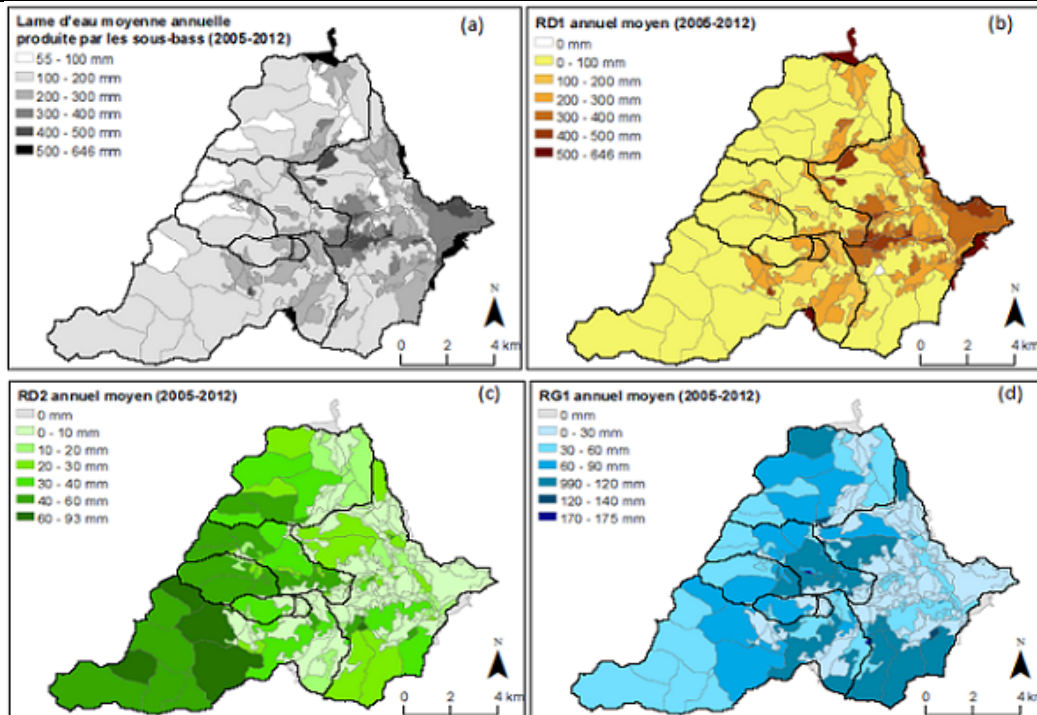 Lame d'eau moyenne annuelle
produite par les sous-bass (2005-2012)
(a)
55 - 100 mm
100 - 200 mm
200 - 300 mm
300 - 400 mm
400 - 500 mm
500 - 646 mm
N
0 2 4 km
RD1 annuel moyen (2005-2012)
(b)
0 mm
0 - 100 mm
100 - 200 mm
200 - 300 mm
300 - 400 mm
400 - 500 mm
500 - 646 mm
N
0 2 4 km
RD2 annuel moyen (2005-2012)
(c)
0 mm
0 - 10 mm
10 - 20 mm
20 - 30 mm
30 - 40 mm
40 - 60 mm
60 - 93 mm
N
0 2 4 km
RG1 annuel moyen (2005-2012)
(d)
0 mm
0 - 30 mm
30 - 60 mm
60 - 90 mm
990 - 120 mm
120 - 140 mm
170 - 175 mm
N
0 2 4 km